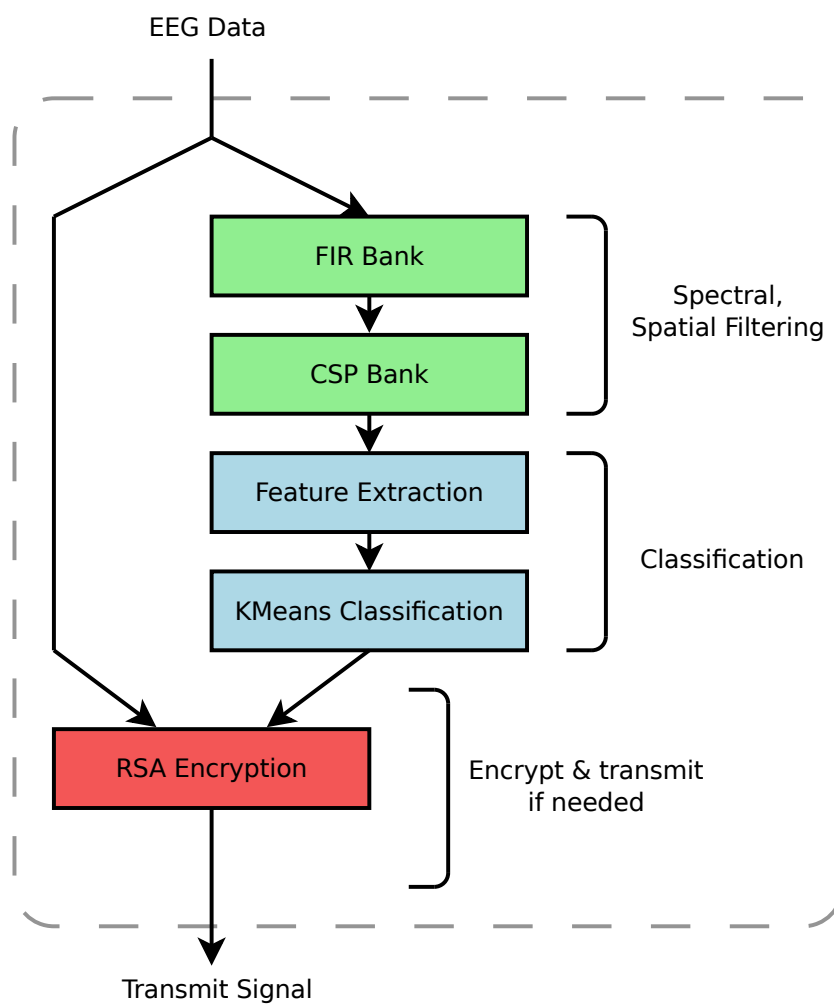 EEG Data
FIR Bank
Spectral,
Spatial Filtering
CSP Bank
Feature Extraction
Classification
KMeans Classification
RSA Encryption
Encrypt & transmit
if needed
Transmit Signal